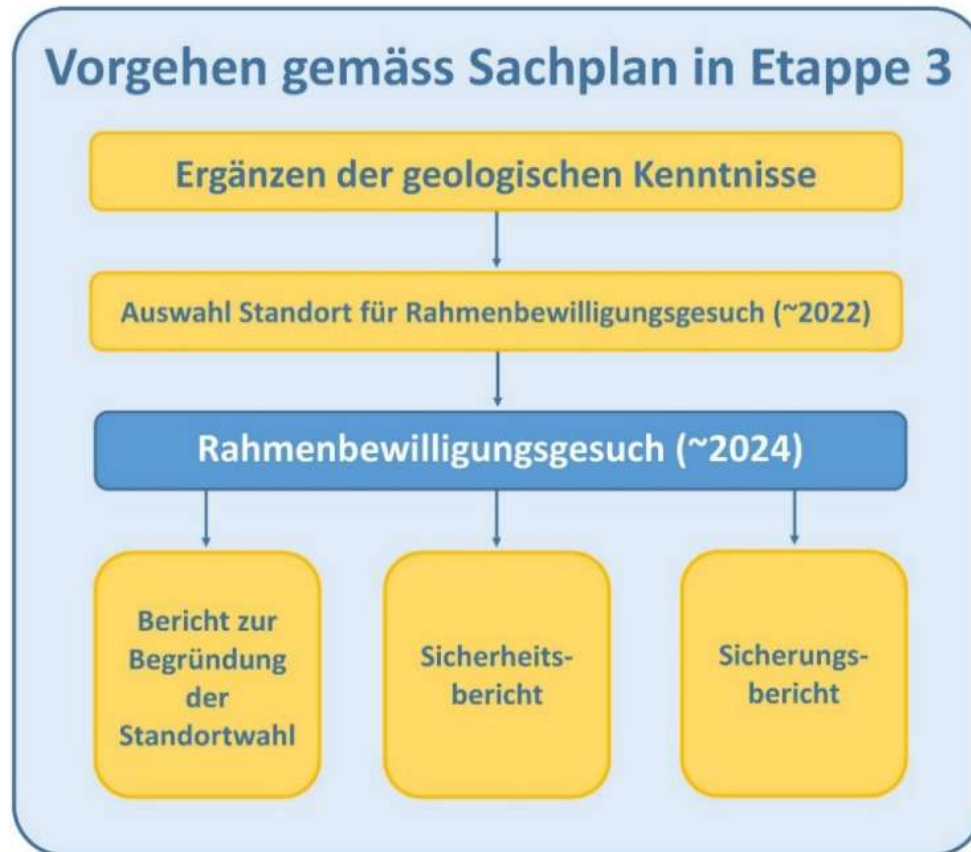 Vorgehen gemäss Sachplan in Etappe 3
Ergänzen der geologischen Kenntnisse
Auswahl Standort für Rahmenbewilligungsgesuch (~2022)
Rahmenbewilligungsgesuch (~2024)
Bericht zur
Begründung
der
Standortwahl
Sicherheits-
bericht
Sicherungs-
bericht